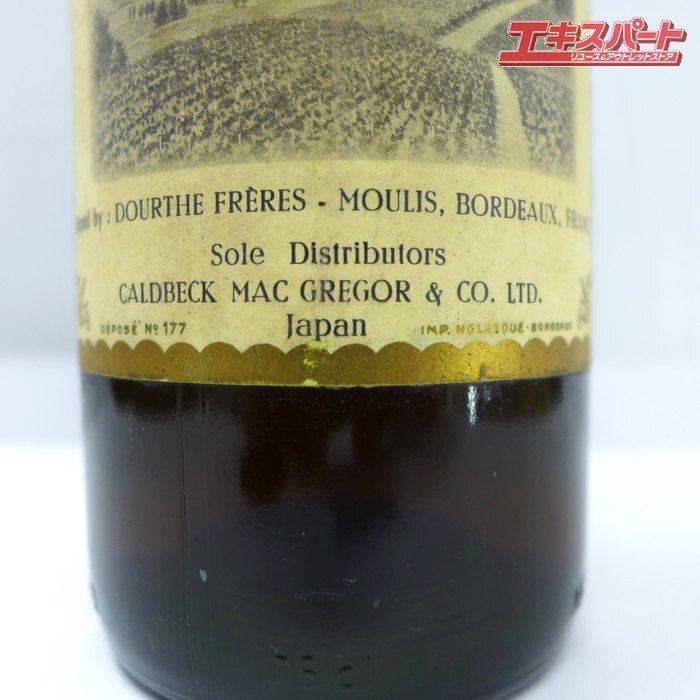 エキスパート
リユース&アウトレットストア
by : DOURTHE FRÈRES - MOULIS, BORDEAUX,
Sole Distributors
CALDBECK MAC GREGOR & CO. LTD.
DÉPOSÉ No 177 Japan IMP. BORDEAUX